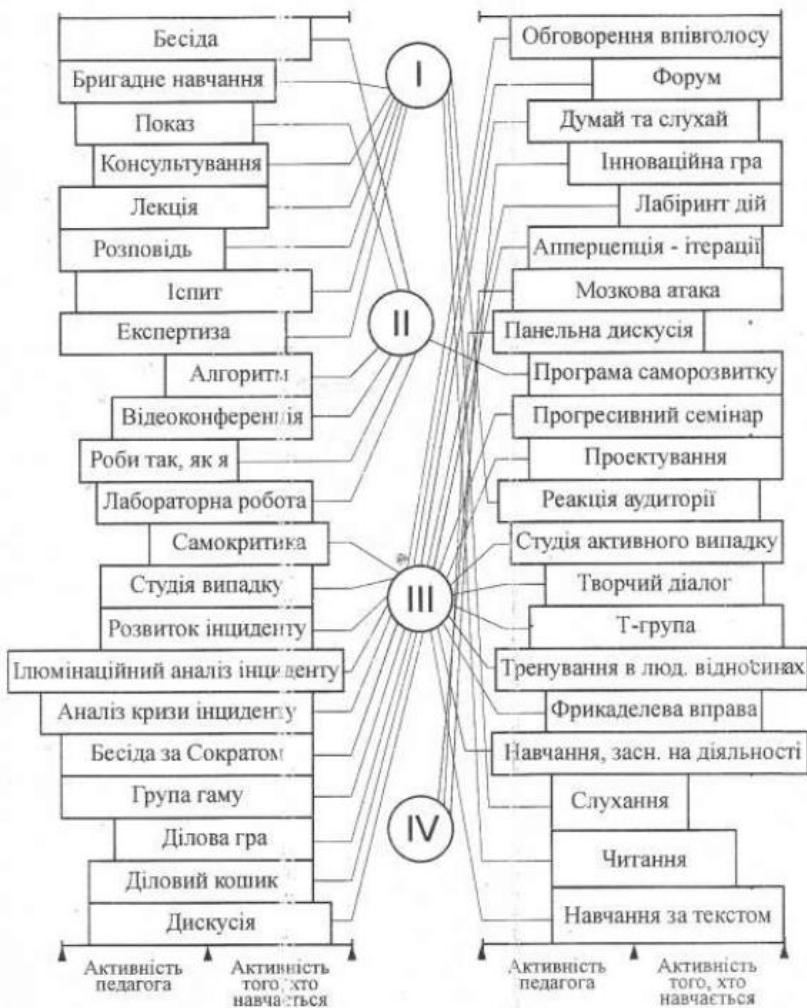 Бесіда
Бригадне навчання
Показ
Консультування
Лекція
Розповідь
Іспит
Експертиза
Алгоритм
Відеоконференція
Роби так, як я
Лабораторна робота
Самокритика
Студія випадку
Розвиток інциденту
Ілюмінаційний аналіз інциденту
Аналіз кризи інциденту
Бесіда за Сократом
Група гаму
Ділова гра
Діловий кошик
Дискусія
Активність
педагога
Активність
того, хто
навчається
I
II
III
IV
Обговорення впівголосу
Форум
Думай та слухай
Інноваційна гра
Лабіринт дій
Апперцепція - ітерації
Мозкова атака
Панельна дискусія
Програма саморозвитку
Прогресивний семінар
Проектування
Реакція аудиторії
Студія активного випадку
Творчий діалог
Т-група
Тренування в люд. відносинах
Фрикаделева вправа
Навчання, засн. на діяльності
Слухання
Читання
Навчання за текстом
Активність
педагога
Активність
того, хто
навчається